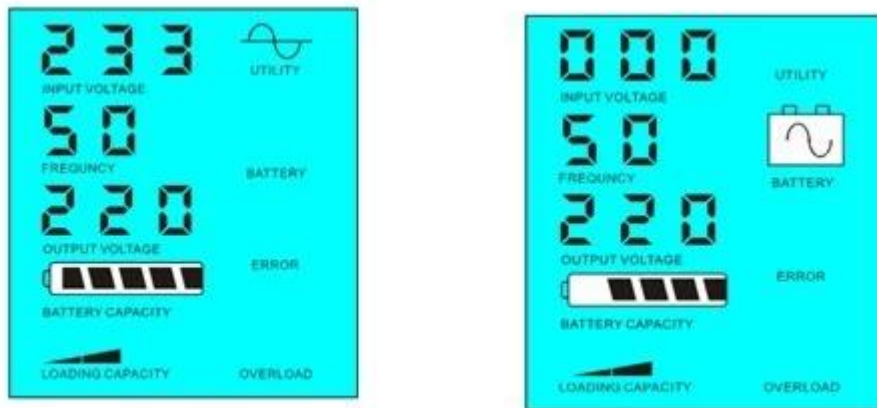 233
UTILITY
INPUT VOLTAGE
50
FREQUNCY
BATTERY
220
OUTPUT VOLTAGE
ERROR
BATTERY CAPACITY
LOADING CAPACITY
OVERLOAD
000
UTILITY
INPUT VOLTAGE
50
FREQUNCY
BATTERY
220
OUTPUT VOLTAGE
ERROR
BATTERY CAPACITY
LOADING CAPACITY
OVERLOAD